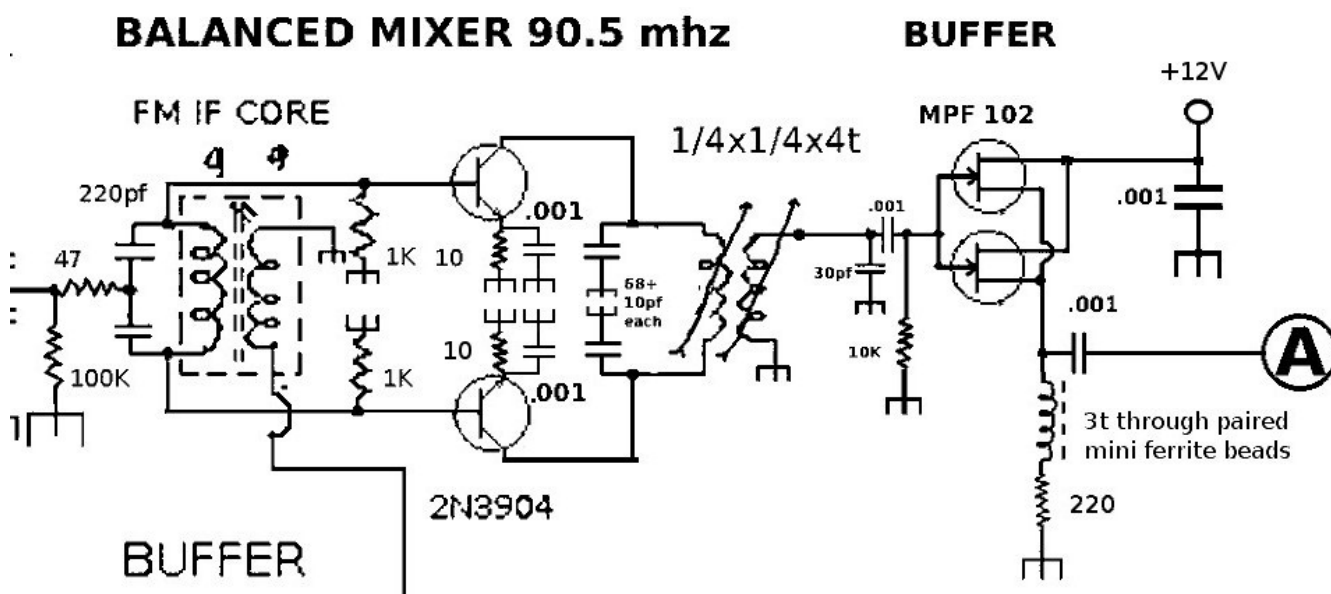 BALANCED MIXER 90.5 mhz
BUFFER
+12V
FM IF CORE
MPF 102
1/4x1/4x4t
220pf
.001
.001
.001
47
1K
10
30pf
68+
10pf
each
.001
10K
10
100K
1K
.001
A
3t through paired
mini ferrite beads
220
2N3904
BUFFER